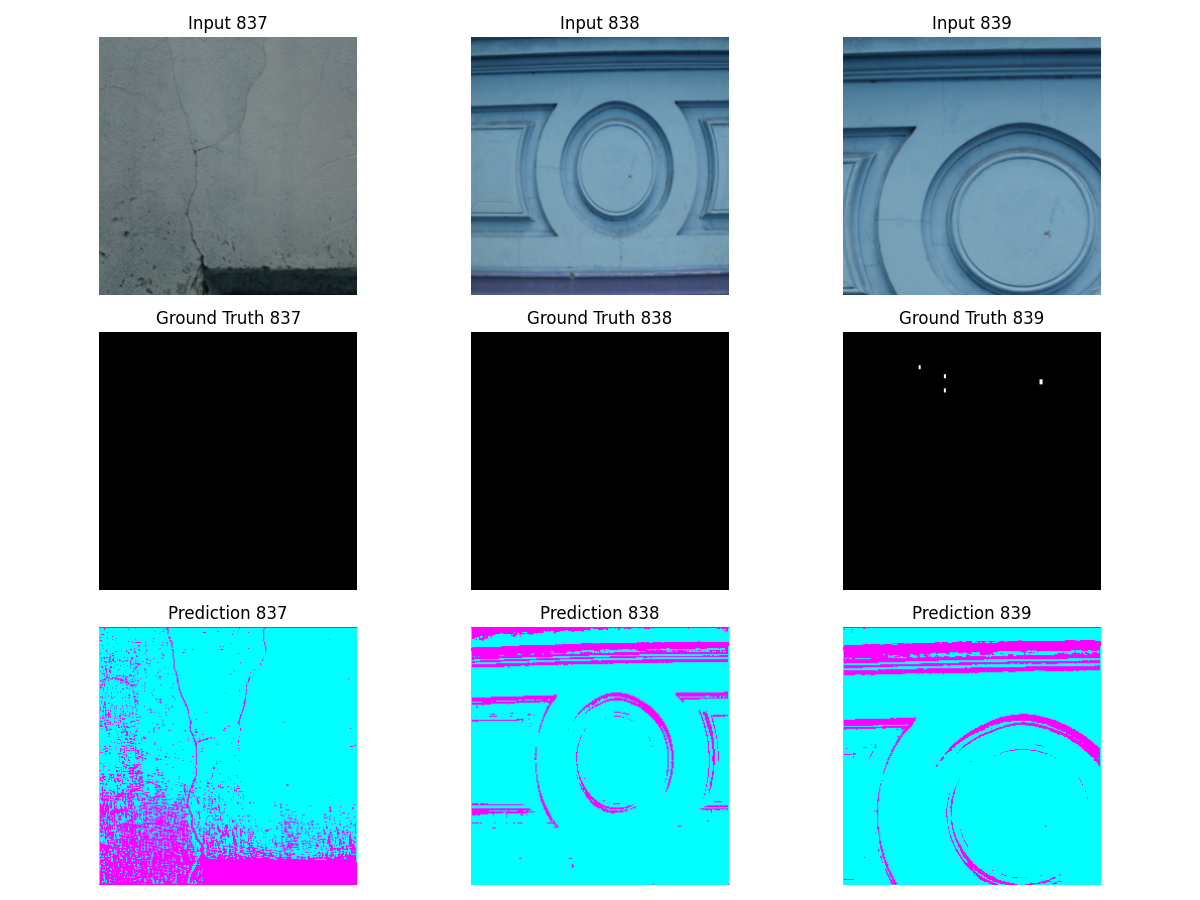 Input 837
Input 838
Input 839
Ground Truth 837
Ground Truth 838
Ground Truth 839
Prediction 837
Prediction 838
Prediction 839